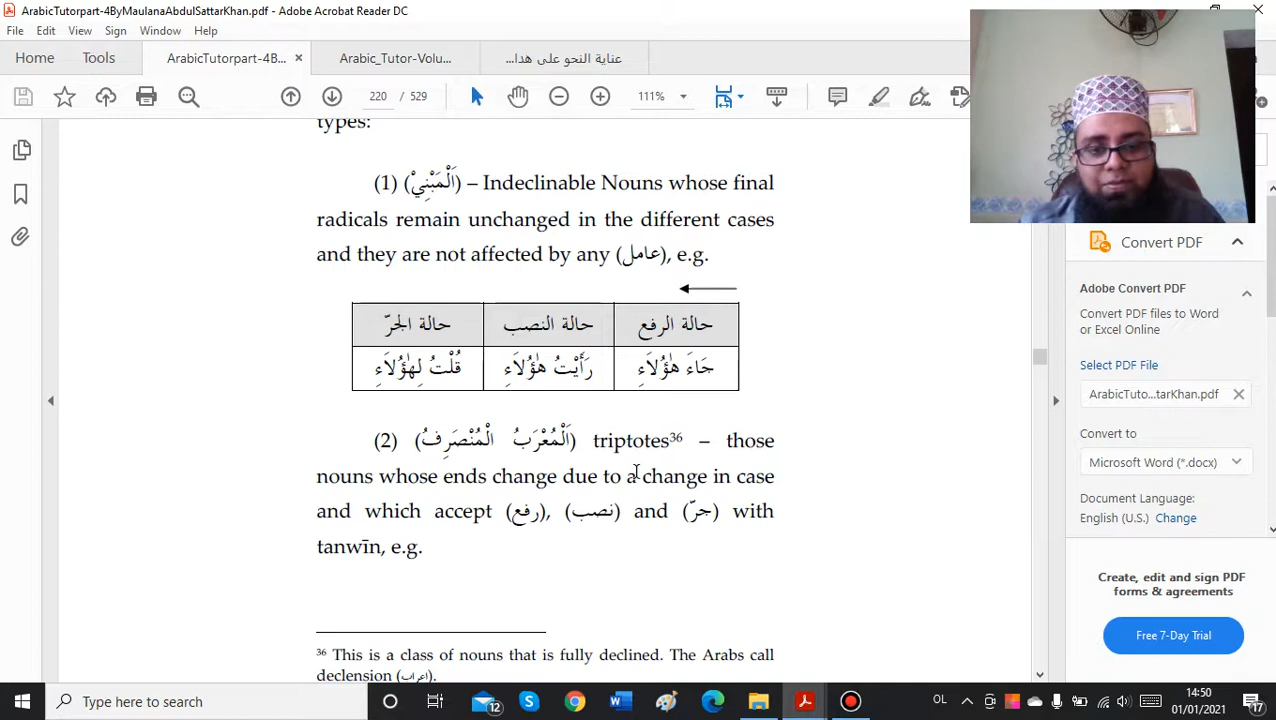 ArabicTutorpart-4ByMaulanaAbdulSattarKhan.pdf - Adobe Acrobat Reader DC
File Edit View Sign Window Help
Home Tools ArabicTutorpart-4B... × Arabic_Tutor-Volu... عناية النحو على هدا...
220 / 529 111%
types:
(1) (اَلْمَبْنِيْ) – Indeclinable Nouns whose final
radicals remain unchanged in the different cases
and they are not affected by any (عامل), e.g.
حالة الرفع حالة النصب حالة الجرّ
جَاءَ هٰؤُلَاءِ رَأَيْتُ هٰؤُلَاءِ قُلْتُ لِهٰؤُلَاءِ
(2) (اَلْمُعْرَبُ الْمُنْصَرِفُ) triptotes³⁶ – those
nouns whose ends change due to a change in case
and which accept (رفع), (نصب) and (جرّ) with
tanwīn, e.g.
³⁶ This is a class of nouns that is fully declined. The Arabs call
declension (اعراب).
Convert PDF
Adobe Convert PDF
Convert PDF files to Word
or Excel Online
Select PDF File
ArabicTuto...tarKhan.pdf
Convert to
Microsoft Word (*.docx)
Document Language:
English (U.S.) Change
Create, edit and sign PDF
forms & agreements
Free 7-Day Trial
Type here to search
12
OL
14:50
01/01/2021
17